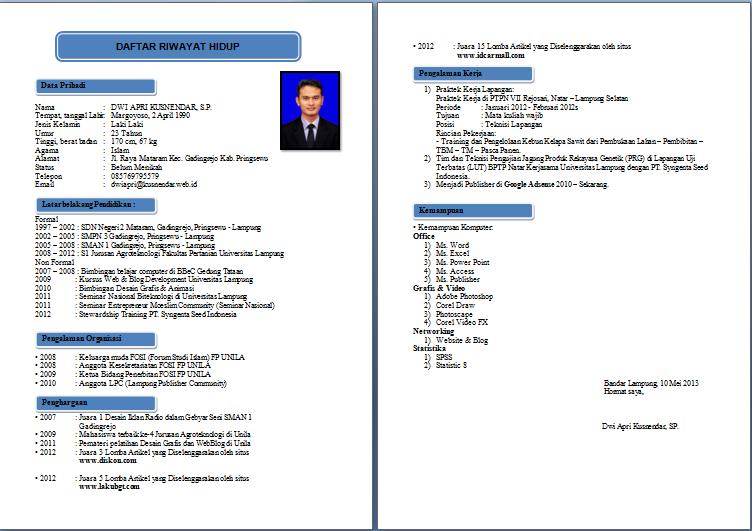 DAFTAR RIWAYAT HIDUP
Data Pribadi
Nama : DWI APRI KUSNENDAR, S.P.
Tempat, tanggal Lahir : Margoyoso, 2 April 1990
Jenis Kelamin : Laki Laki
Umur : 23 Tahun
Tinggi, berat badan : 170 cm, 67 kg
Agama : Islam
Alamat : Jl. Raya Mataram Kec. Gadingrejo Kab. Pringsewu
Status : Belum Menikah
Telepon : 085769795579
Email : dwiapri@kusnendar.web.id
Latar belakang Pendidikan :
Formal
1997 – 2002 : SDN Negeri 2 Mataram, Gadingrejo, Pringsewu - Lampung
2002 – 2005 : SMPN 3 Gadingrejo, Pringsewu - Lampung
2005 – 2008 : SMAN 1 Gadingrejo, Pringsewu - Lampung
2008 – 2012 : S1 Jurusan Agroteknologi Fakultas Pertanian Universitas Lampung
Non Formal
2007 – 2008 : Bimbingan belajar computer di BBeC Gedung Tataan
2009 : Kursus Web & Blog Development Universitas Lampung
2010 : Bimbingan Desain Grafis & Animasi
2011 : Seminar Nasional Biteknologi di Universitas Lampung
2011 : Seminar Entrepreneur Moeslim Community (Seminar Nasional)
2012 : Stewardship Training PT. Syngenta Seed Indonesia
Pengalaman Organisasi
• 2008 : Keluarga muda FOSI (Forum Studi Islam) FP UNILA
• 2008 : Anggota Kesekretariatan FOSI FP UNILA
• 2009 : Ketua Bidang Penerbitan FOSI FP UNILA
• 2010 : Anggota LPC (Lampung Publisher Community)
Penghargaan
• 2007 : Juara 1 Desain Iklan Radio dalam Gebyar Seni SMAN 1
Gadingrejo
• 2009 : Mahasiswa terbaik ke-4 Jurusan Agroteknologi di Unila
• 2011 : Pemateri pelatihan Desain Grafis dan WebBlog di Unila
• 2012 : Juara 3 Lomba Artikel yang Diselenggarakan oleh situs
www.diskon.com
• 2012 : Juara 5 Lomba Artikel yang Diselenggarakan oleh situs
www.lakubgt.com
• 2012 : Juara 15 Lomba Artikel yang Diselenggarakan oleh situs
www.idcarmall.com
Pengalaman Kerja
1) Praktek Kerja Lapangan:
Praktek Kerja di PTPN VII Rejosari, Natar – Lampung Selatan
Periode : Januari 2012 - Februari 2012s
Tujuan : Mata kuliah wajib
Posisi : Teknisi Lapangan
Rincian Pekerjaan:
- Training dan Pengelolaan Kebun Kelapa Sawit dari Pembukaan Lahan – Pembibitan –
TBM – TM – Pasca Panen.
2) Tim dan Teknisi Pengujian Jagung Produk Rekayasa Genetik (PRG) di Lapangan Uji
Terbatas (LUT) BPTP Natar Kerjasama Universitas Lampung dengan PT. Syngenta Seed
Indonesia.
3) Menjadi Publisher di Google Adsense 2010 – Sekarang.
Kemampuan
• Kemampuan Komputer:
Office
1) Ms. Word
2) Ms. Excel
3) Ms. Power Point
4) Ms. Access
5) Ms. Publisher
Grafis & Video
1) Adobe Photoshop
2) Corel Draw
3) Photoscape
4) Corel Video FX
Networking
1) Website & Blog
Statistika
1) SPSS
2) Statistic 8
Bandar Lampung, 10 Mei 2013
Hormat saya,
Dwi Apri Kusnendar, SP.